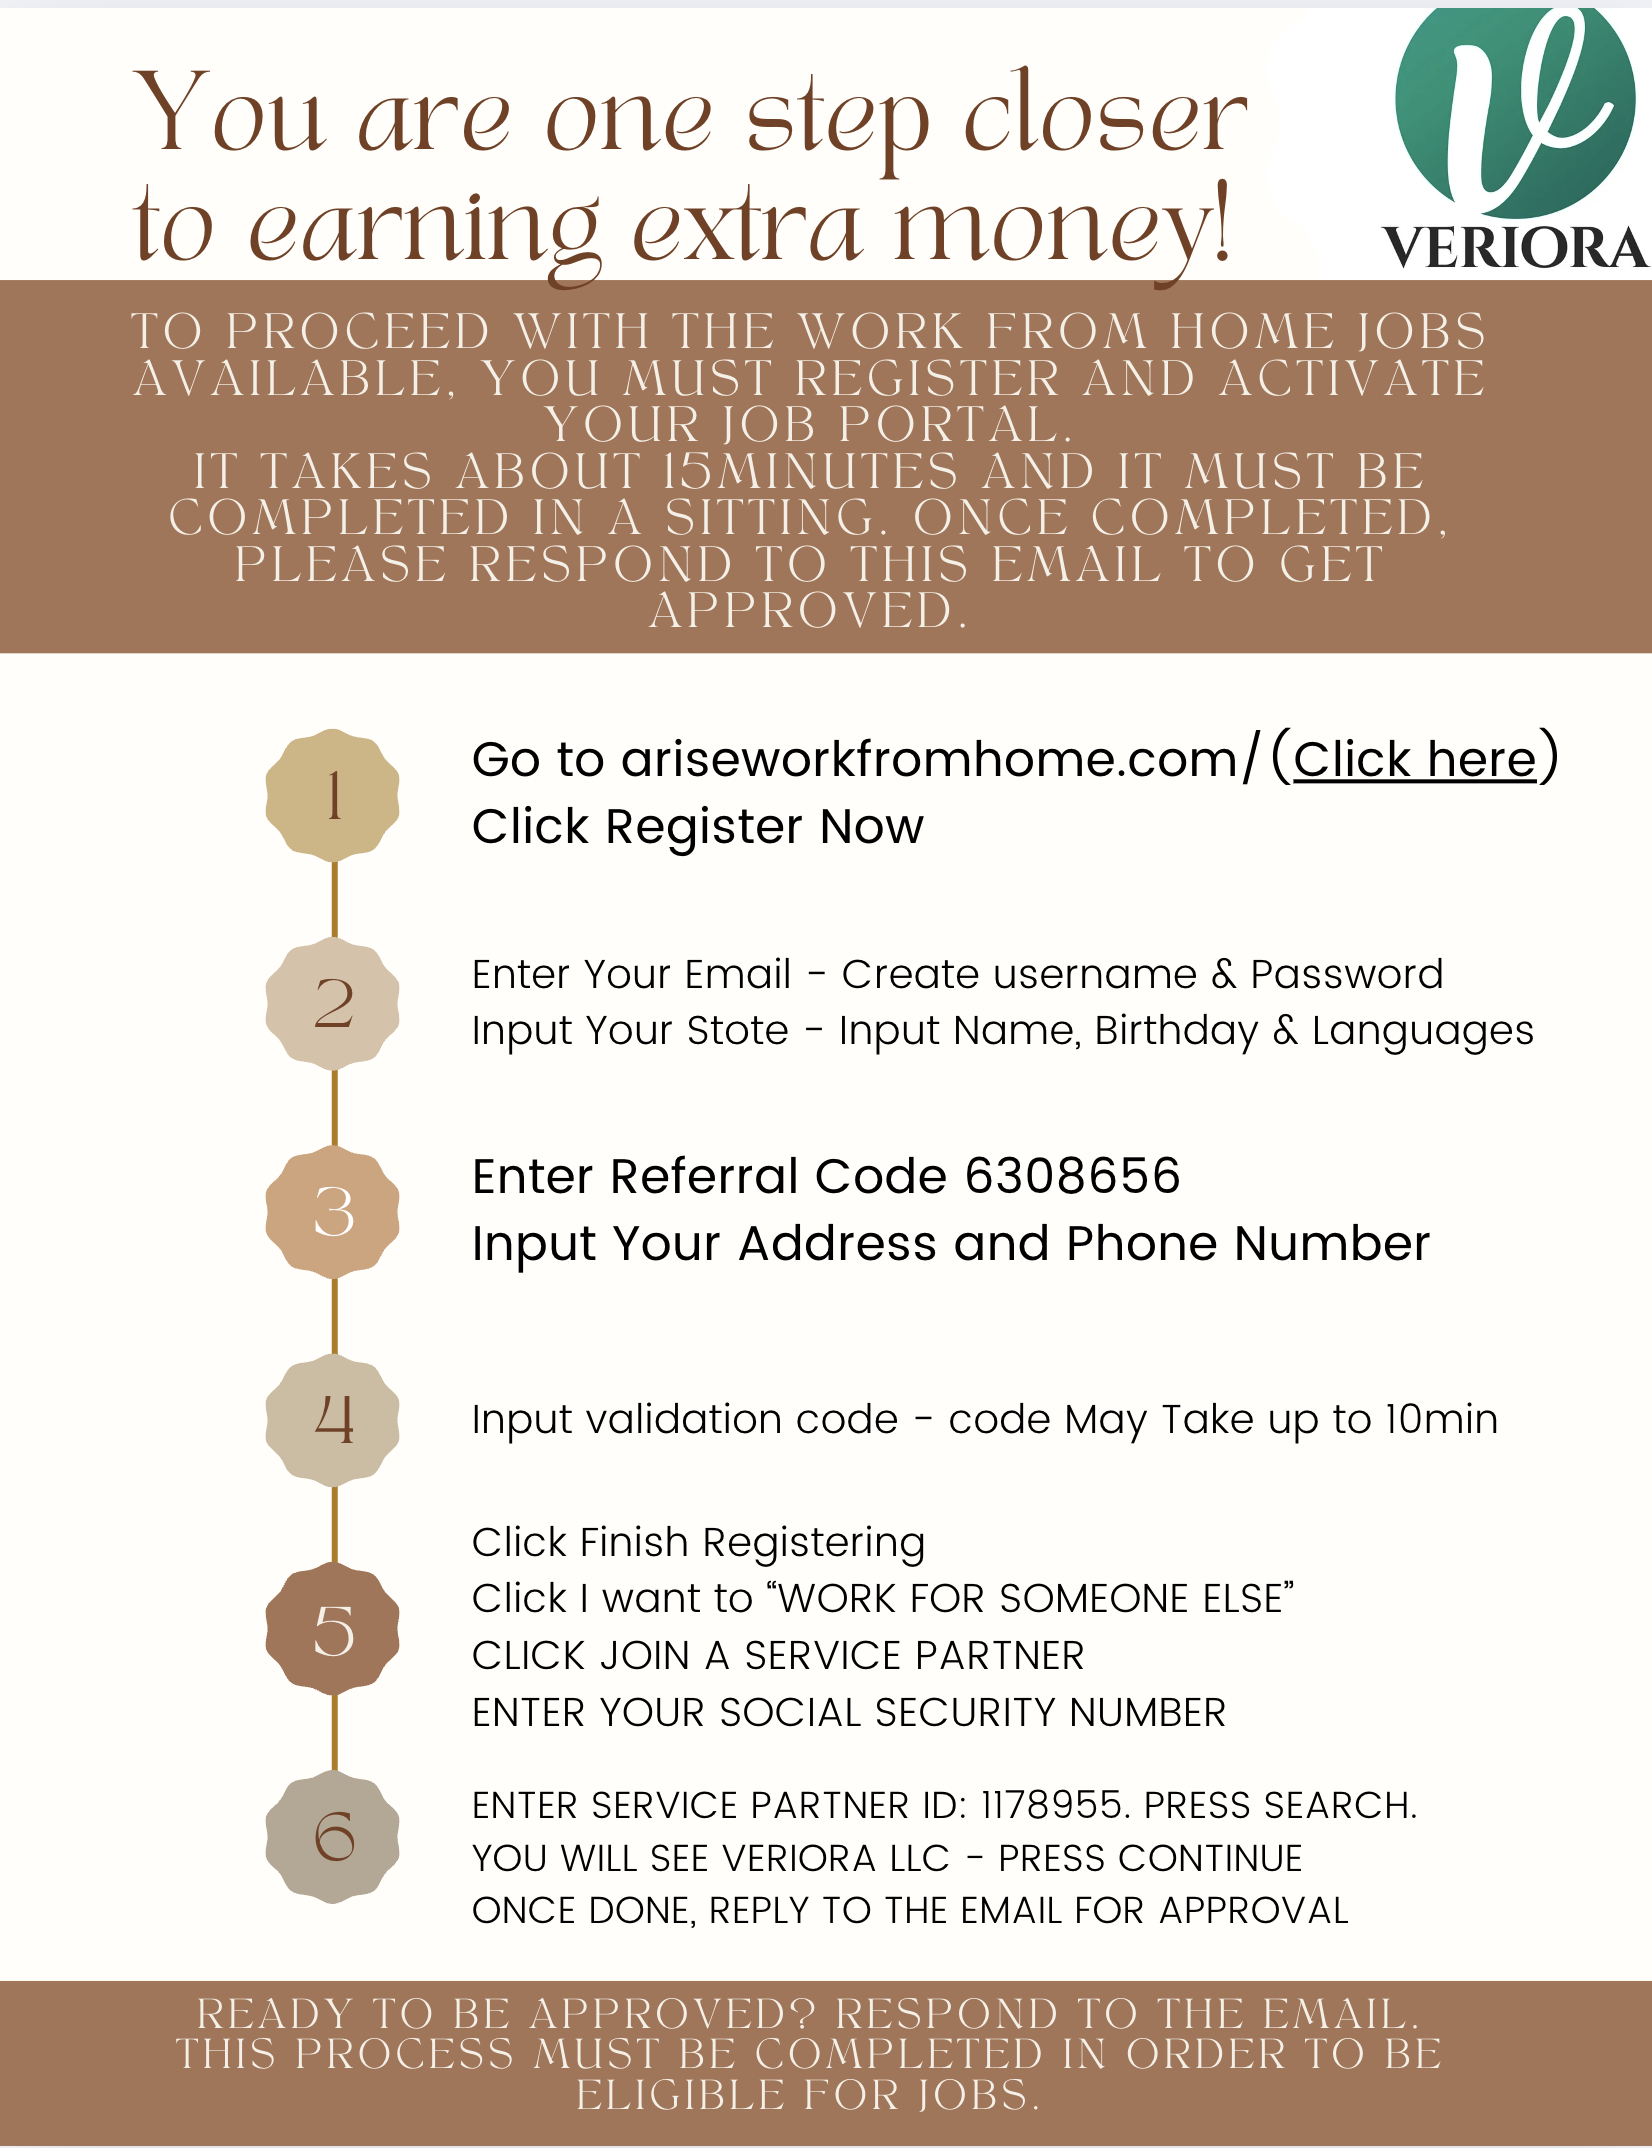 You are one step closer
to earning extra money!
VERIORA
TO PROCEED WITH THE WORK FROM HOME JOBS
AVAILABLE, YOU MUST REGISTER AND ACTIVATE
YOUR JOB PORTAL.
IT TAKES ABOUT 15MINUTES AND IT MUST BE
COMPLETED IN A SITTING. ONCE COMPLETED,
PLEASE RESPOND TO THIS EMAIL TO GET
APPROVED.
1
Go to ariseworkfromhome.com/(Click here)
Click Register Now
2
Enter Your Email - Create username & Password
Input Your Stote - Input Name, Birthday & Languages
3
Enter Referral Code 6308656
Input Your Address and Phone Number
4
Input validation code - code May Take up to 10min
5
Click Finish Registering
Click I want to “WORK FOR SOMEONE ELSE”
CLICK JOIN A SERVICE PARTNER
ENTER YOUR SOCIAL SECURITY NUMBER
6
ENTER SERVICE PARTNER ID: 1178955. PRESS SEARCH.
YOU WILL SEE VERIORA LLC - PRESS CONTINUE
ONCE DONE, REPLY TO THE EMAIL FOR APPROVAL
READY TO BE APPROVED? RESPOND TO THE EMAIL.
THIS PROCESS MUST BE COMPLETED IN ORDER TO BE
ELIGIBLE FOR JOBS.